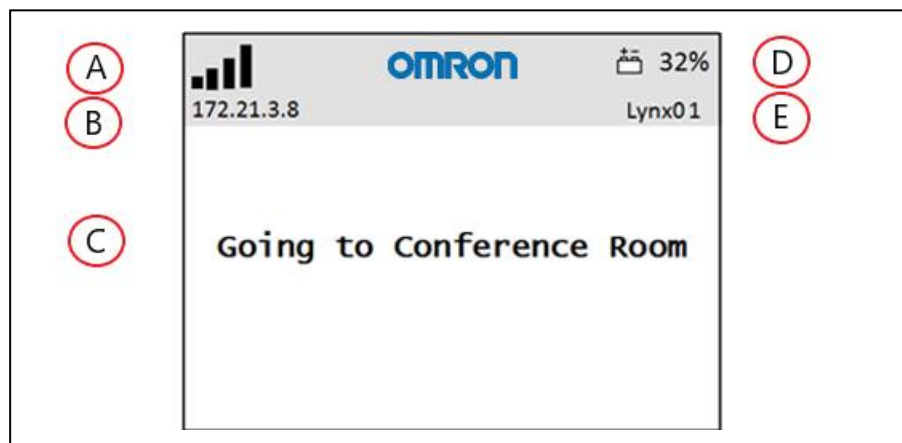 A
OMRON
32%
D
B
172.21.3.8
Lynx01
E
C
Going to Conference Room